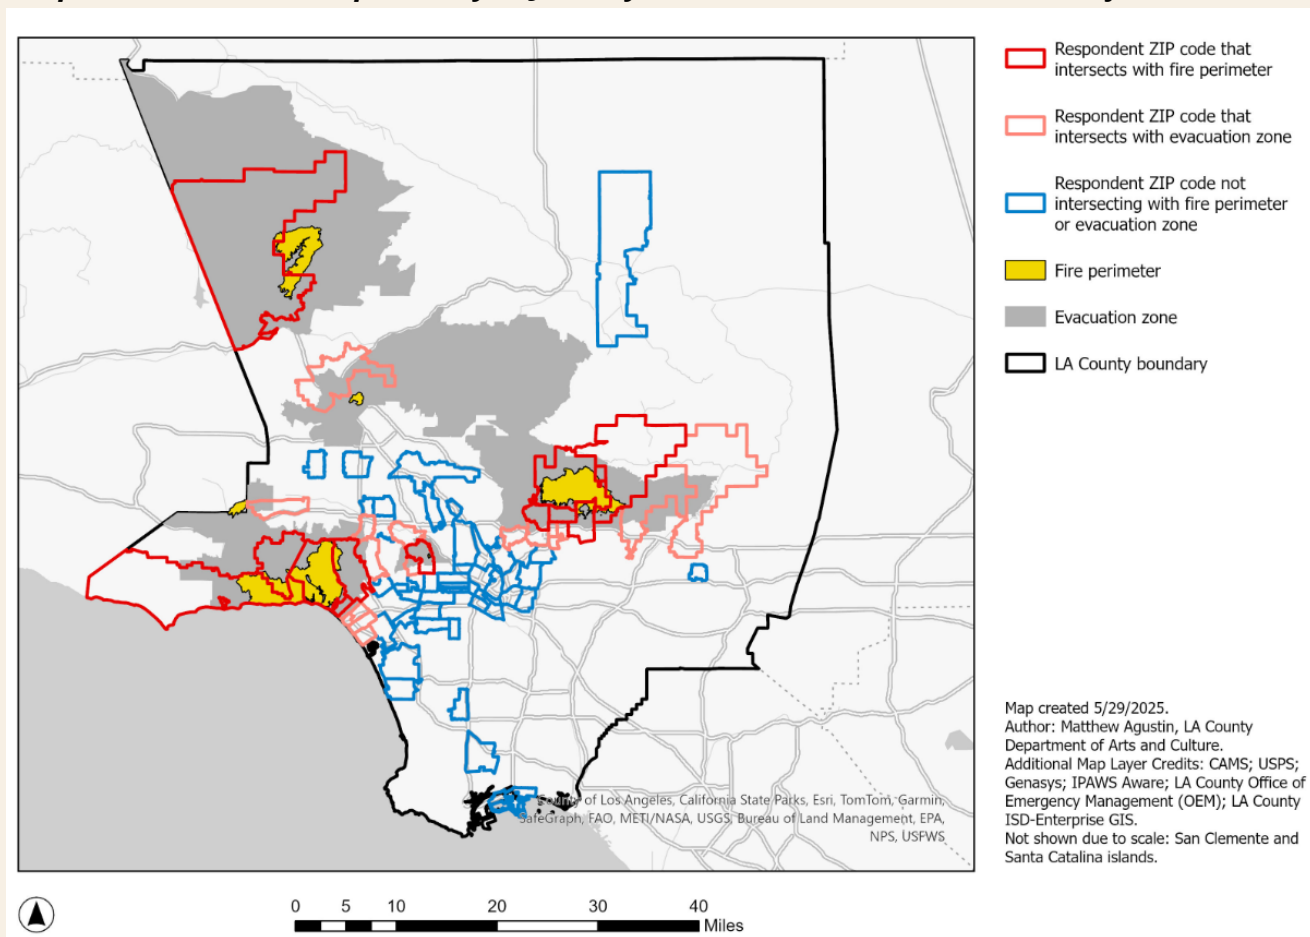 Respondent ZIP code that
intersects with fire perimeter
Respondent ZIP code that
intersects with evacuation zone
Respondent ZIP code not
intersecting with fire perimeter
or evacuation zone
Fire perimeter
Evacuation zone
LA County boundary
Map created 5/29/2025.
Author: Matthew Agustin, LA County
Department of Arts and Culture.
Additional Map Layer Credits: CAMS; USPS;
Genasys; IPAWS Aware; LA County Office of
Emergency Management (OEM); LA County
ISD-Enterprise GIS.
Not shown due to scale: San Clemente and
Santa Catalina islands.
County of Los Angeles, California State Parks, Esri, TomTom, Garmin,
SafeGraph, FAO, METI/NASA, USGS, Bureau of Land Management, EPA,
NPS, USFWS
0 5 10 20 30 40
Miles